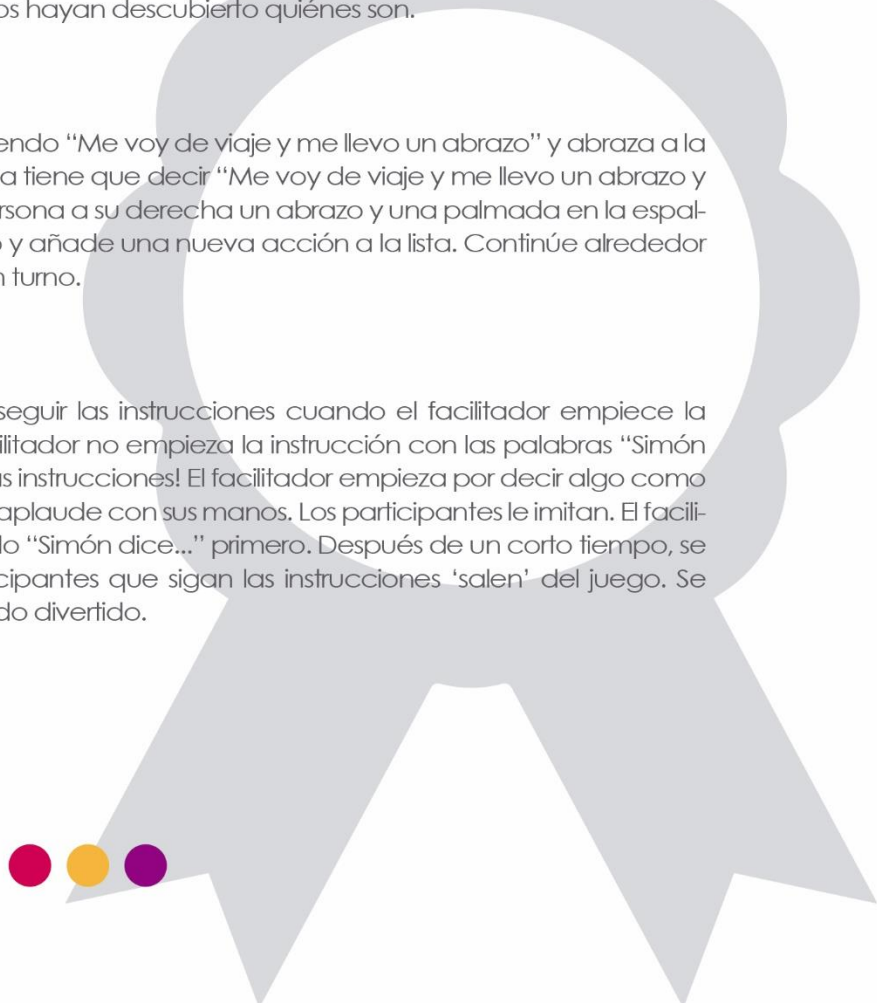 os hayan descubierto quiénes son.
endo “Me voy de viaje y me llevo un abrazo” y abraza a la
a tiene que decir “Me voy de viaje y me llevo un abrazo y
ersona a su derecha un abrazo y una palmada en la espal-
o y añade una nueva acción a la lista. Continúe alrededor
n turno.
seguir las instrucciones cuando el facilitador empiece la
cilitador no empieza la instrucción con las palabras “Simón
as instrucciones! El facilitador empieza por decir algo como
aplaude con sus manos. Los participantes le imitan. El facili-
do “Simón dice...” primero. Después de un corto tiempo, se
icipantes que sigan las instrucciones ‘salen’ del juego. Se
do divertido.